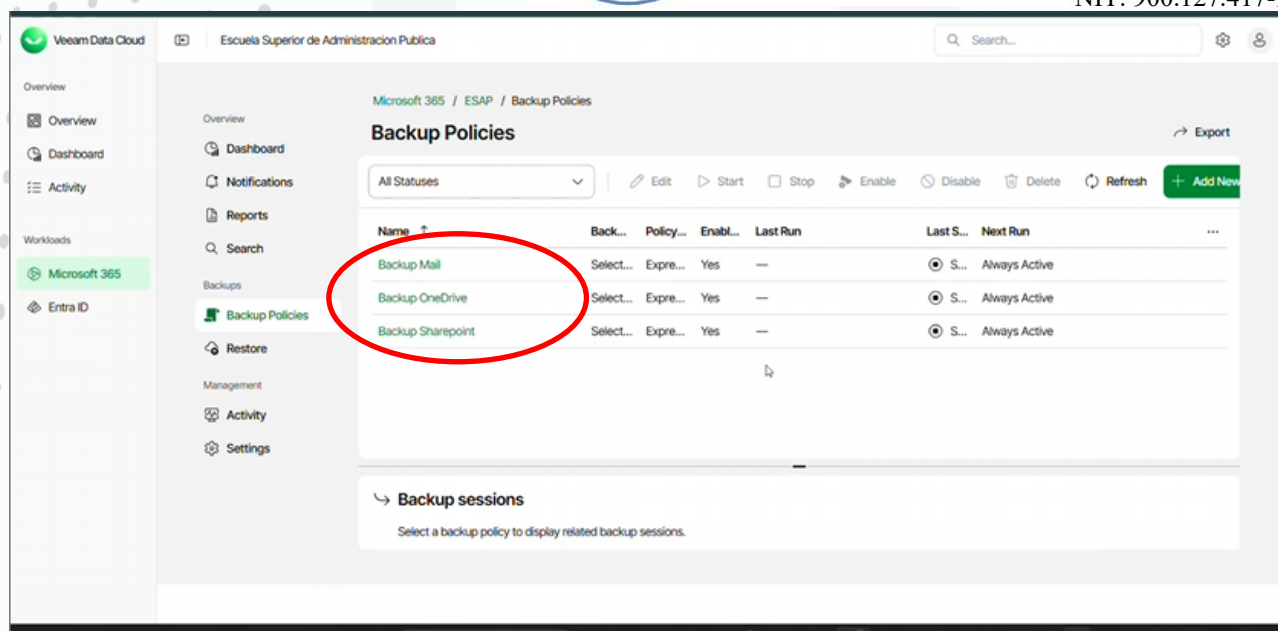 NIT: 900.127.417-
Veeam Data Cloud
Escuela Superior de Administracion Publica
Search...
Overview
Overview
Dashboard
Activity
Workloads
Microsoft 365
Entra ID
Overview
Dashboard
Notifications
Reports
Search
Backups
Backup Policies
Restore
Management
Activity
Settings
Microsoft 365 / ESAP / Backup Policies
Backup Policies
Export
All Statuses Edit Start Stop Enable Disable Delete Refresh + Add New
Name ↑ Back... Policy... Enabl... Last Run Last S... Next Run ...
Backup Mail Select... Expre... Yes — S... Always Active
Backup OneDrive Select... Expre... Yes — S... Always Active
Backup Sharepoint Select... Expre... Yes — S... Always Active
Backup sessions
Select a backup policy to display related backup sessions.